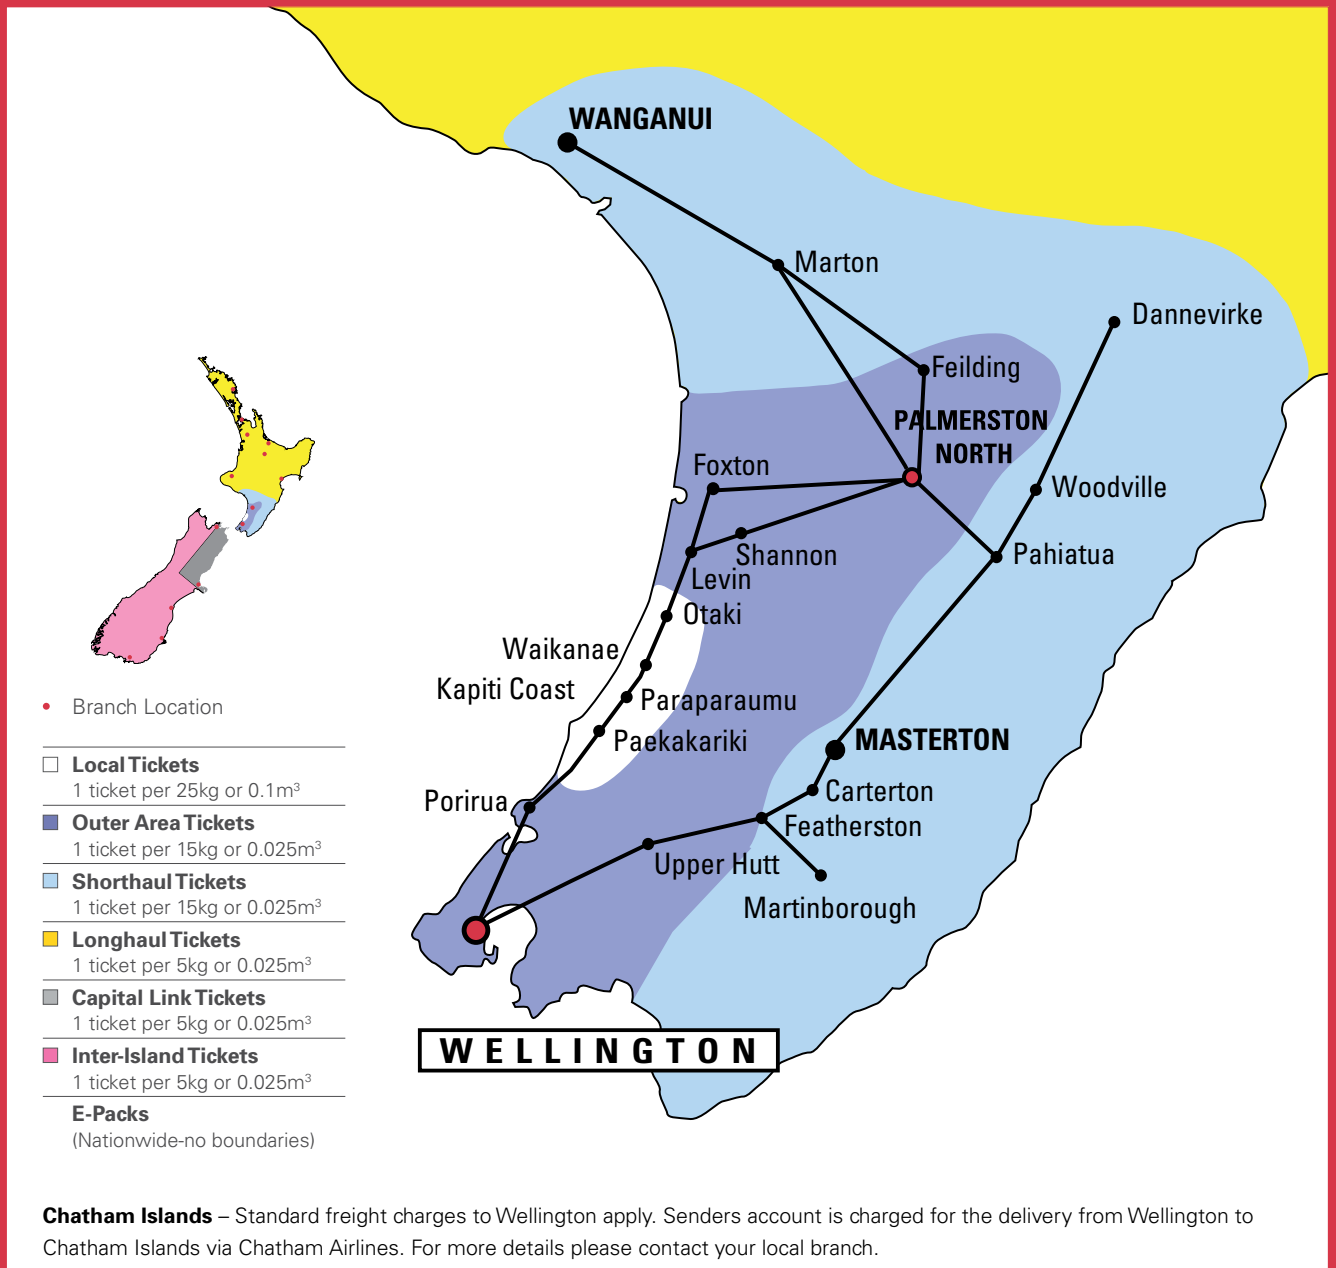 WANGANUI
Marton
Dannevirke
Feilding
PALMERSTON
NORTH
Foxton
Woodville
Shannon
Pahiatua
Levin
Otaki
Waikanae
Kapiti Coast
Paraparaumu
Paekakariki
MASTERTON
Carterton
Porirua
Featherston
Upper Hutt
Martinborough
WELLINGTON
Branch Location
Local Tickets
1 ticket per 25kg or 0.1m³
Outer Area Tickets
1 ticket per 15kg or 0.025m³
Shorthaul Tickets
1 ticket per 15kg or 0.025m³
Longhaul Tickets
1 ticket per 5kg or 0.025m³
Capital Link Tickets
1 ticket per 5kg or 0.025m³
Inter-Island Tickets
1 ticket per 5kg or 0.025m³
E-Packs
(Nationwide-no boundaries)
Chatham Islands – Standard freight charges to Wellington apply. Senders account is charged for the delivery from Wellington to
Chatham Islands via Chatham Airlines. For more details please contact your local branch.